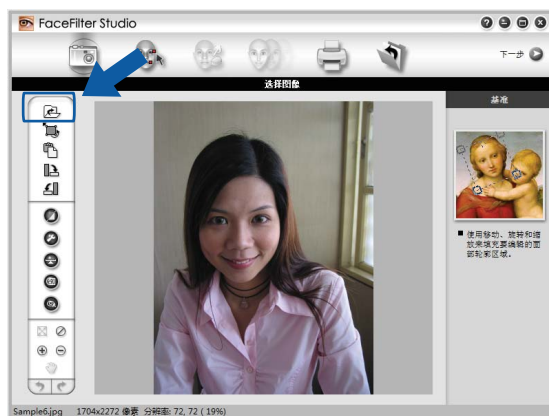 FaceFilter Studio
下一步
选择图像
基准
■ 使用移动、旋转和缩
放来填充要编辑的面
部轮廓区域。
Sample6.jpg 1704x2272 像素 分辨率: 72, 72 ( 19%)